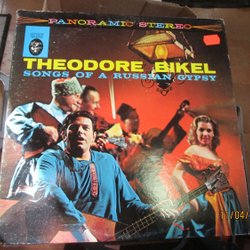 PANORAMIC STEREO
THEODORE BIKEL
SONGS OF A RUSSIAN GYPSY